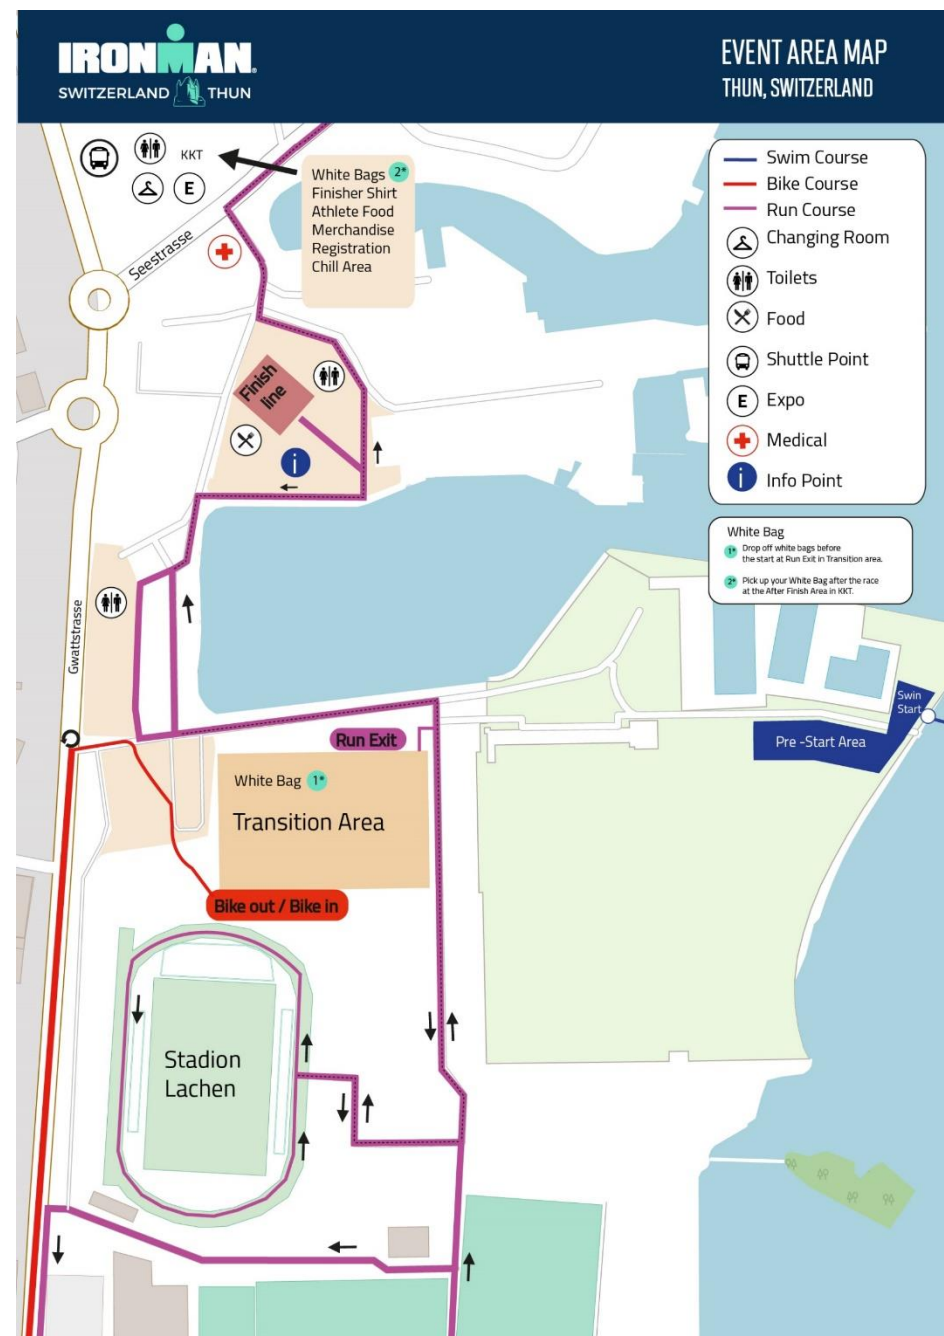 IRONMAN
SWITZERLAND THUN
EVENT AREA MAP
THUN, SWITZERLAND
KKT
E
White Bags 2*
Finisher Shirt
Athlete Food
Merchandise
Registration
Chill Area
Seestrasse
Swim Course
Bike Course
Run Course
Changing Room
Toilets
Food
Shuttle Point
E Expo
Medical
i Info Point
White Bag
1* Drop off white bags before
the start at Run Exit in Transition area.
2* Pick up your White Bag after the race
at the After Finish Area in KKT.
Finish
line
i
Gwattstrasse
Swin
Start
Pre -Start Area
Run Exit
White Bag 1*
Transition Area
Bike out / Bike in
Stadion
Lachen